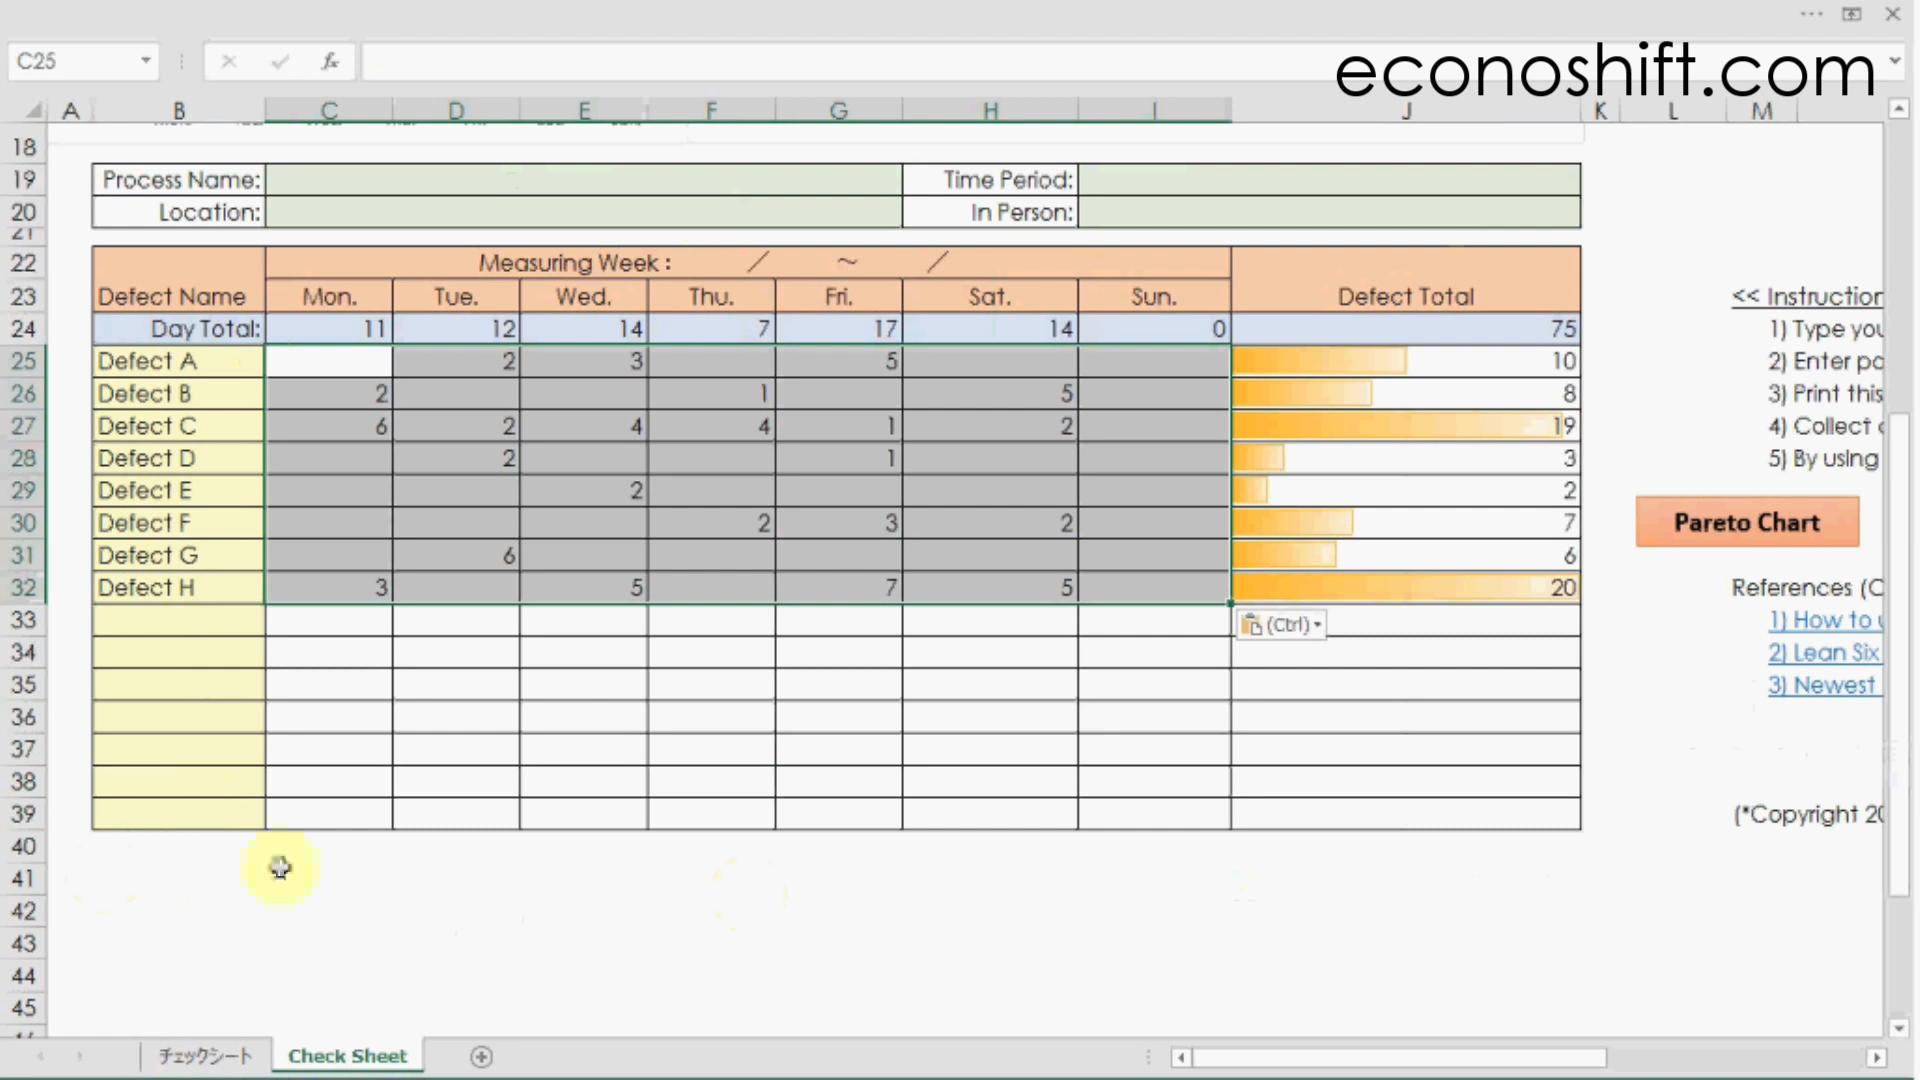 C25
fx
econoshift.com
A B C D E F G H I J K L M
18
19 Process Name: Time Period:
20 Location: In Person:
21
22 Measuring Week : / ~ /
23 Defect Name Mon. Tue. Wed. Thu. Fri. Sat. Sun. Defect Total << Instruction
24 Day Total: 11 12 14 7 17 14 0 75 1) Type you
25 Defect A 2 3 5 10 2) Enter pa
26 Defect B 2 1 5 8 3) Print this
27 Defect C 6 2 4 4 1 2 19 4) Collect
28 Defect D 2 1 3 5) By using
29 Defect E 2 2
30 Defect F 2 3 2 7 Pareto Chart
31 Defect G 6 6
32 Defect H 3 5 7 5 20 References (
33 (Ctrl) 1) How to
34 2) Lean Six
35 3) Newest
36
37
38
39 (*Copyright 20
40
41
42
43
44
45
チェックシート Check Sheet